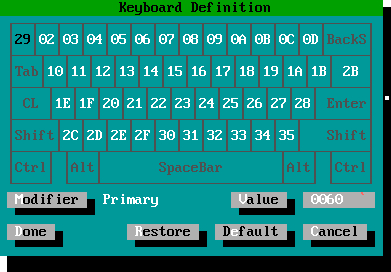 Keyboard Definition
29 02 03 04 05 06 07 08 09 0A 0B 0C 0D BackS
Tab 10 11 12 13 14 15 16 17 18 19 1A 1B 2B
CL 1E 1F 20 21 22 23 24 25 26 27 28 Enter
Shift 2C 2D 2E 2F 30 31 32 33 34 35 Shift
Ctrl Alt SpaceBar Alt Ctrl
Modifier Primary Value 0060 `
Done Restore Default Cancel